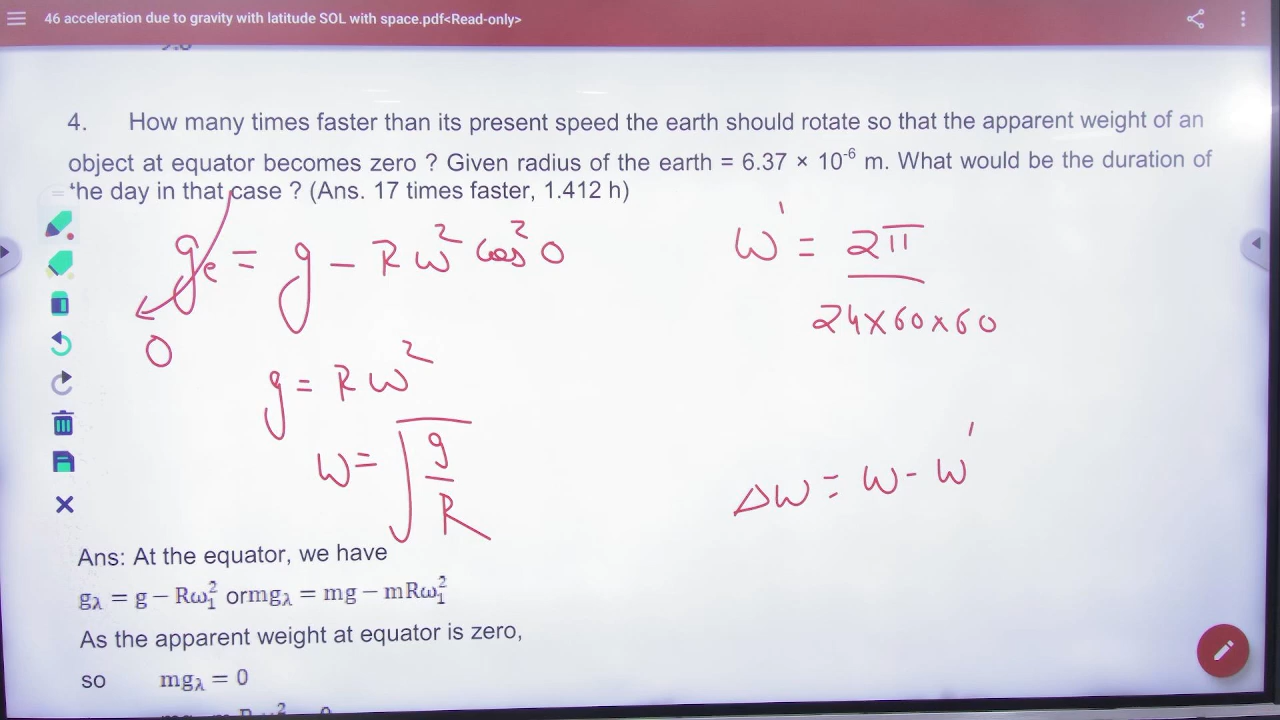 46 acceleration due to gravity with latitude SOL with space.pdf<Read-only>
4. How many times faster than its present speed the earth should rotate so that the apparent weight of an
object at equator becomes zero ? Given radius of the earth = 6.37 × 10⁻⁶ m. What would be the duration of
the day in that case ? (Ans. 17 times faster, 1.412 h)
gₑ = g − Rω² cos² 0
0
g = Rω²
ω = √(g/R)
ω' = 2π
24×60×60
Δω = ω - ω'
Ans: At the equator, we have
g_λ = g − Rω₁² ormg_λ = mg − mRω₁²
As the apparent weight at equator is zero,
so mg_λ = 0